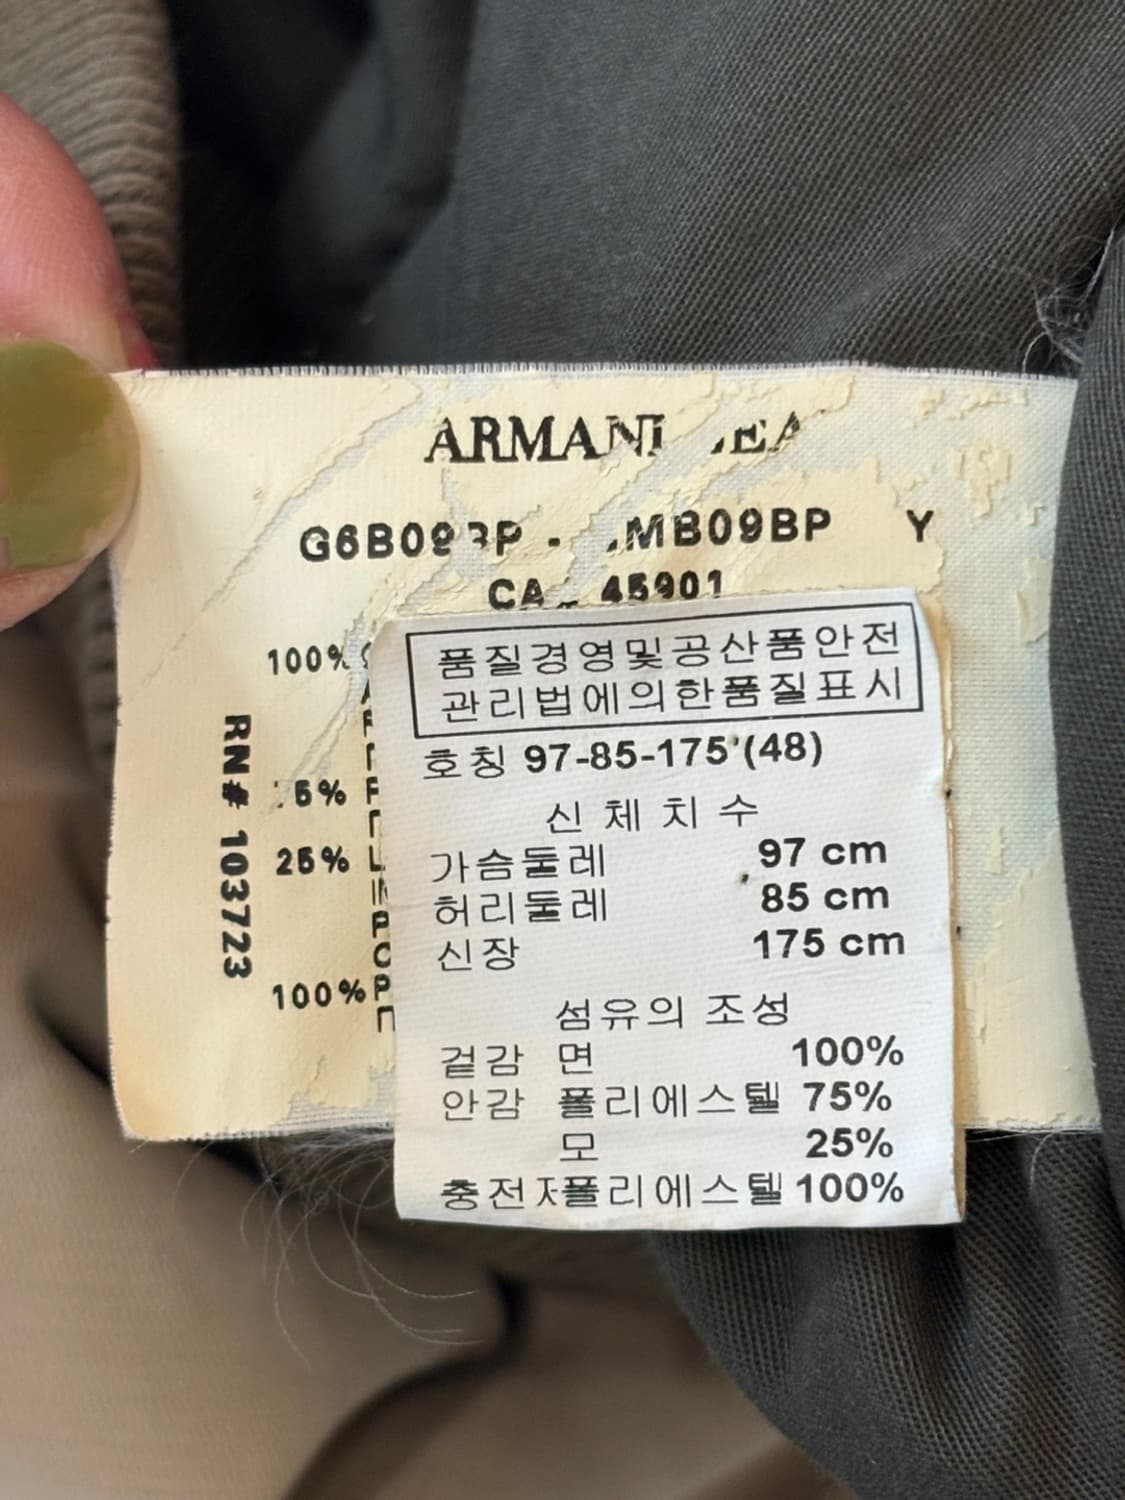 ARMANI
CA 45901
100%
25%
100%
RN# 103723
품질경영및공산품안전
관리법에의한품질표시
호칭 97-85-175 (48)
신체치수
가슴둘레 97 cm
허리둘레 85 cm
신장 175 cm
섬유의 조성
겉감 면 100%
안감 폴리에스텔 75%
모 25%
충전재 폴리에스텔 100%